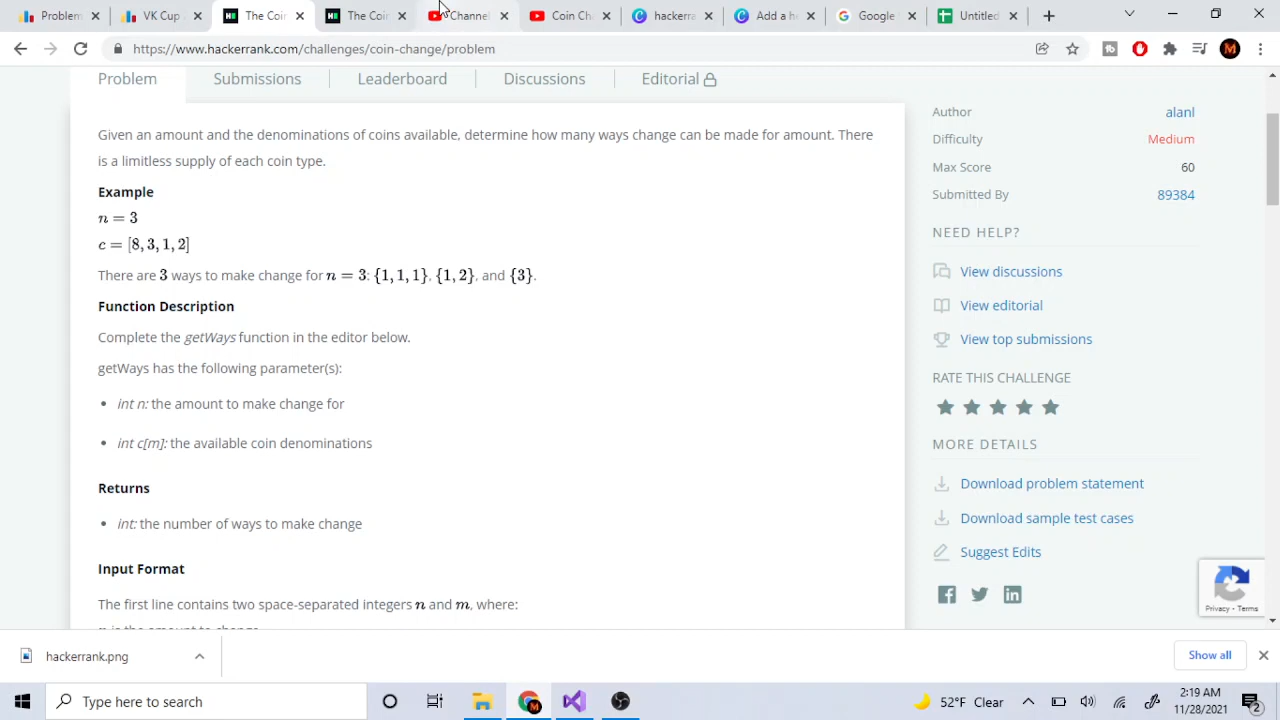 Problem
VK Cup
The Coin
The Coin
Channel
Coin Ch
hackerra
Add a h
Google
Untitled
https://www.hackerrank.com/challenges/coin-change/problem
M
Problem
Submissions
Leaderboard
Discussions
Editorial
Given an amount and the denominations of coins available, determine how many ways change can be made for amount. There
is a limitless supply of each coin type.
Example
n = 3
c = [8, 3, 1, 2]
There are 3 ways to make change for n = 3: {1, 1, 1}, {1, 2}, and {3}.
Function Description
Complete the getWays function in the editor below.
getWays has the following parameter(s):
• int n: the amount to make change for
• int c[m]: the available coin denominations
Returns
• int: the number of ways to make change
Input Format
The first line contains two space-separated integers n and m, where:
Author
alanl
Difficulty
Medium
Max Score
60
Submitted By
89384
NEED HELP?
View discussions
View editorial
View top submissions
RATE THIS CHALLENGE
MORE DETAILS
Download problem statement
Download sample test cases
Suggest Edits
Privacy - Terms
hackerrank.png
Show all
Type here to search
M
52°F Clear
2:19 AM
11/28/2021
2